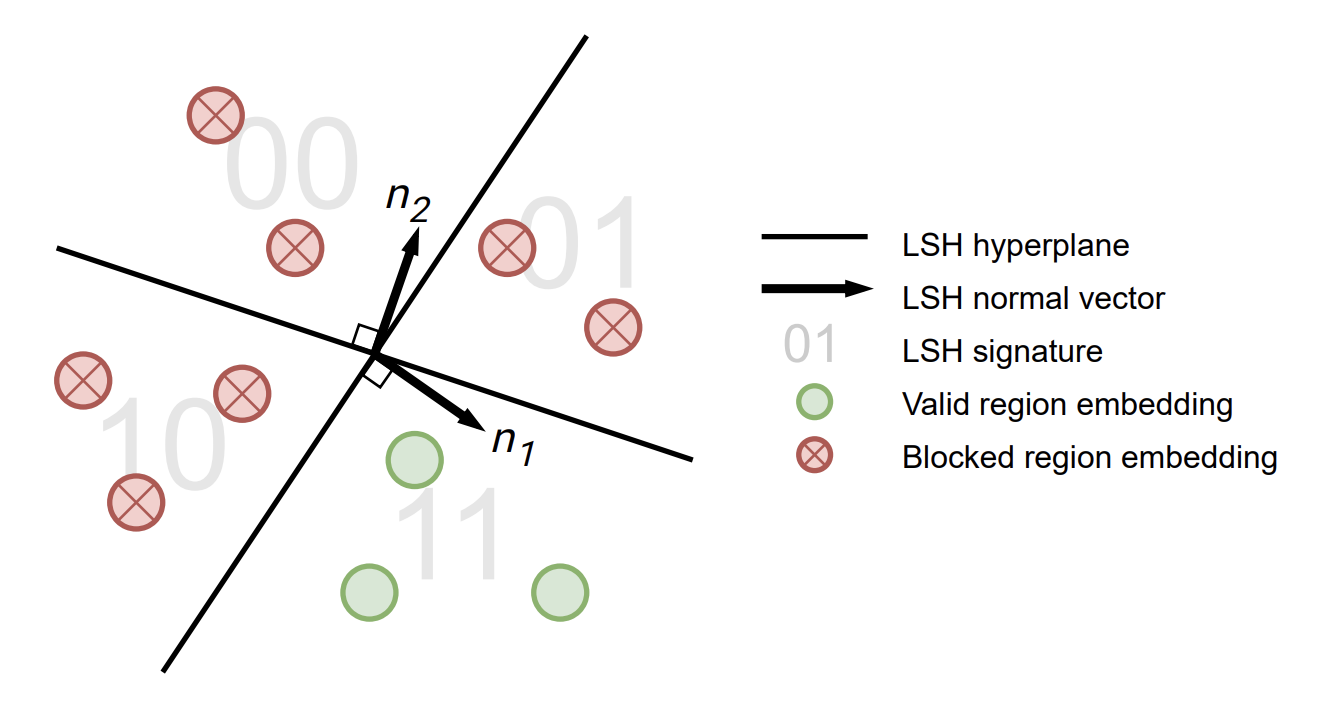 00
n2
01
10
n1
11
LSH hyperplane
LSH normal vector
01 LSH signature
Valid region embedding
Blocked region embedding